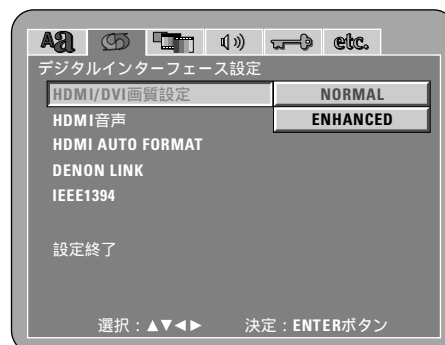 Aあ etc.
デジタルインターフェース設定
HDMI/DVI画質設定 NORMAL
HDMI音声 ENHANCED
HDMI AUTO FORMAT
DENON LINK
IEEE1394
設定終了
選択：▲▼◀▶ 決定：ENTERボタン